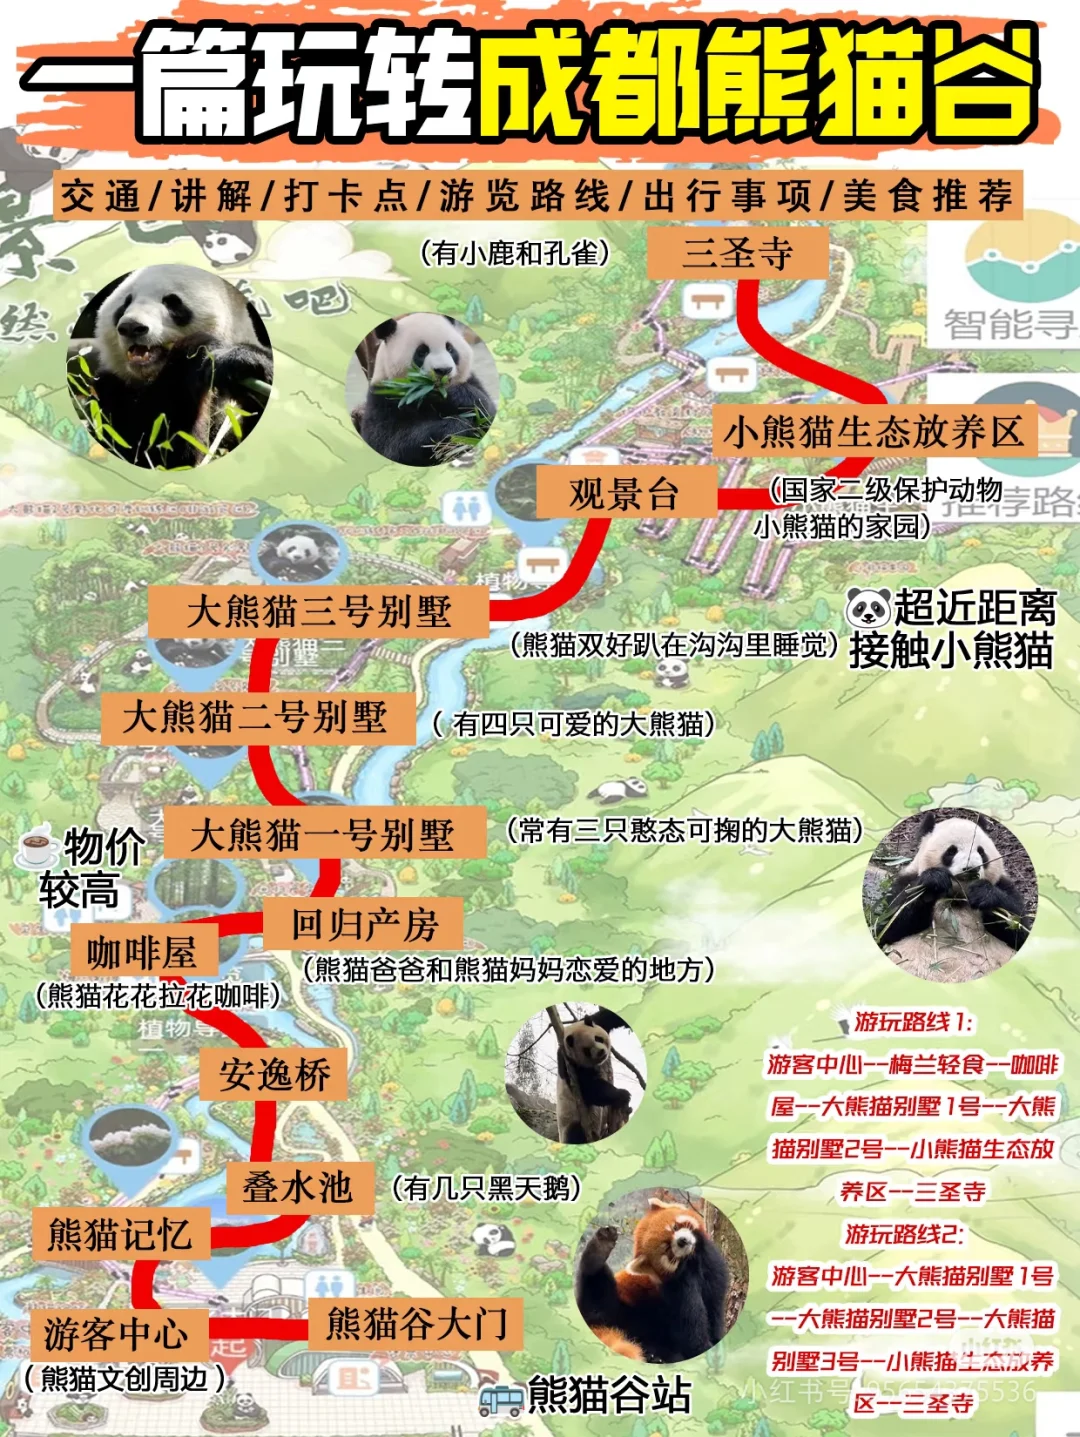 一篇玩转成都熊猫谷
交通/讲解/打卡点/游览路线/出行事项/美食推荐
（有小鹿和孔雀）
三圣寺
智能寻
小熊猫生态放养区
观景台
（国家二级保护动物
小熊猫的家园）
推荐路线
植物
大熊猫三号别墅
🐼超近距离
接触小熊猫
（熊猫双好趴在沟沟里睡觉）
大熊猫二号别墅
（ 有四只可爱的大熊猫）
大熊猫一号别墅
（常有三只憨态可掬的大熊猫）
☕物价
较高
回归产房
咖啡屋
（熊猫爸爸和熊猫妈妈恋爱的地方）
（熊猫花花拉花咖啡）
植物
安逸桥
叠水池
（有几只黑天鹅）
熊猫记忆
游客中心
熊猫谷大门
（熊猫文创周边 ）
🚌熊猫谷站
游玩路线1:
游客中心--梅兰轻食--咖啡
屋--大熊猫别墅1号--大熊
猫别墅2号--小熊猫生态放
养区--三圣寺
游玩路线2:
游客中心--大熊猫别墅1号
--大熊猫别墅2号--大熊猫
别墅3号--小熊猫生态放养
区--三圣寺
小红书号